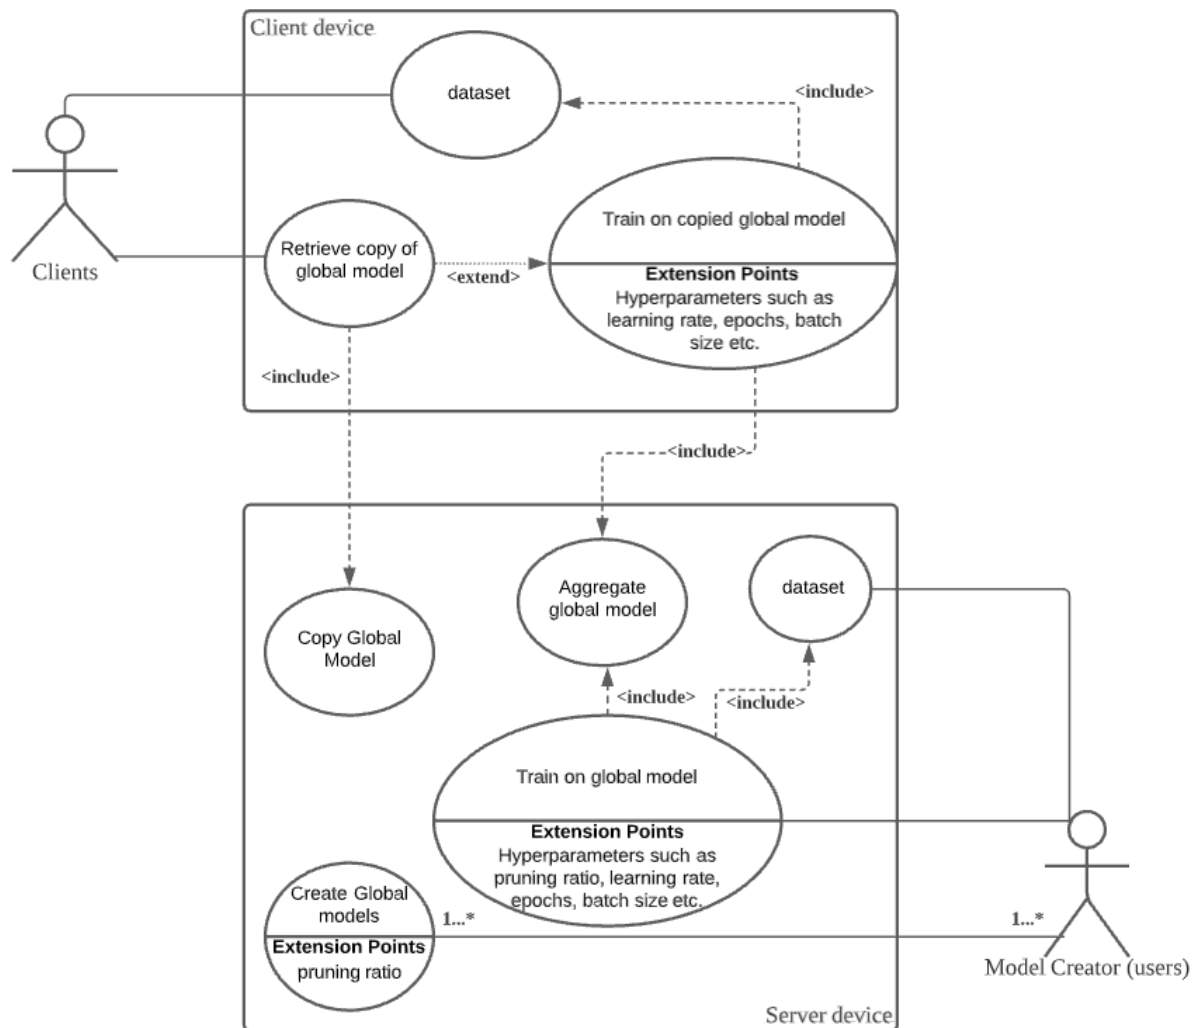 Client device
dataset
<include>
Train on copied global model
Retrieve copy of
global model
<extend>
Extension Points
Hyperparameters such as
learning rate, epochs, batch
size etc.
Clients
<include>
<include>
Aggregate
global model
dataset
Copy Global
Model
<include>
<include>
Train on global model
Extension Points
Hyperparameters such as
pruning ratio, learning rate,
epochs, batch size etc.
Create Global
models
1...*
1...*
Extension Points
pruning ratio
Model Creator (users)
Server device